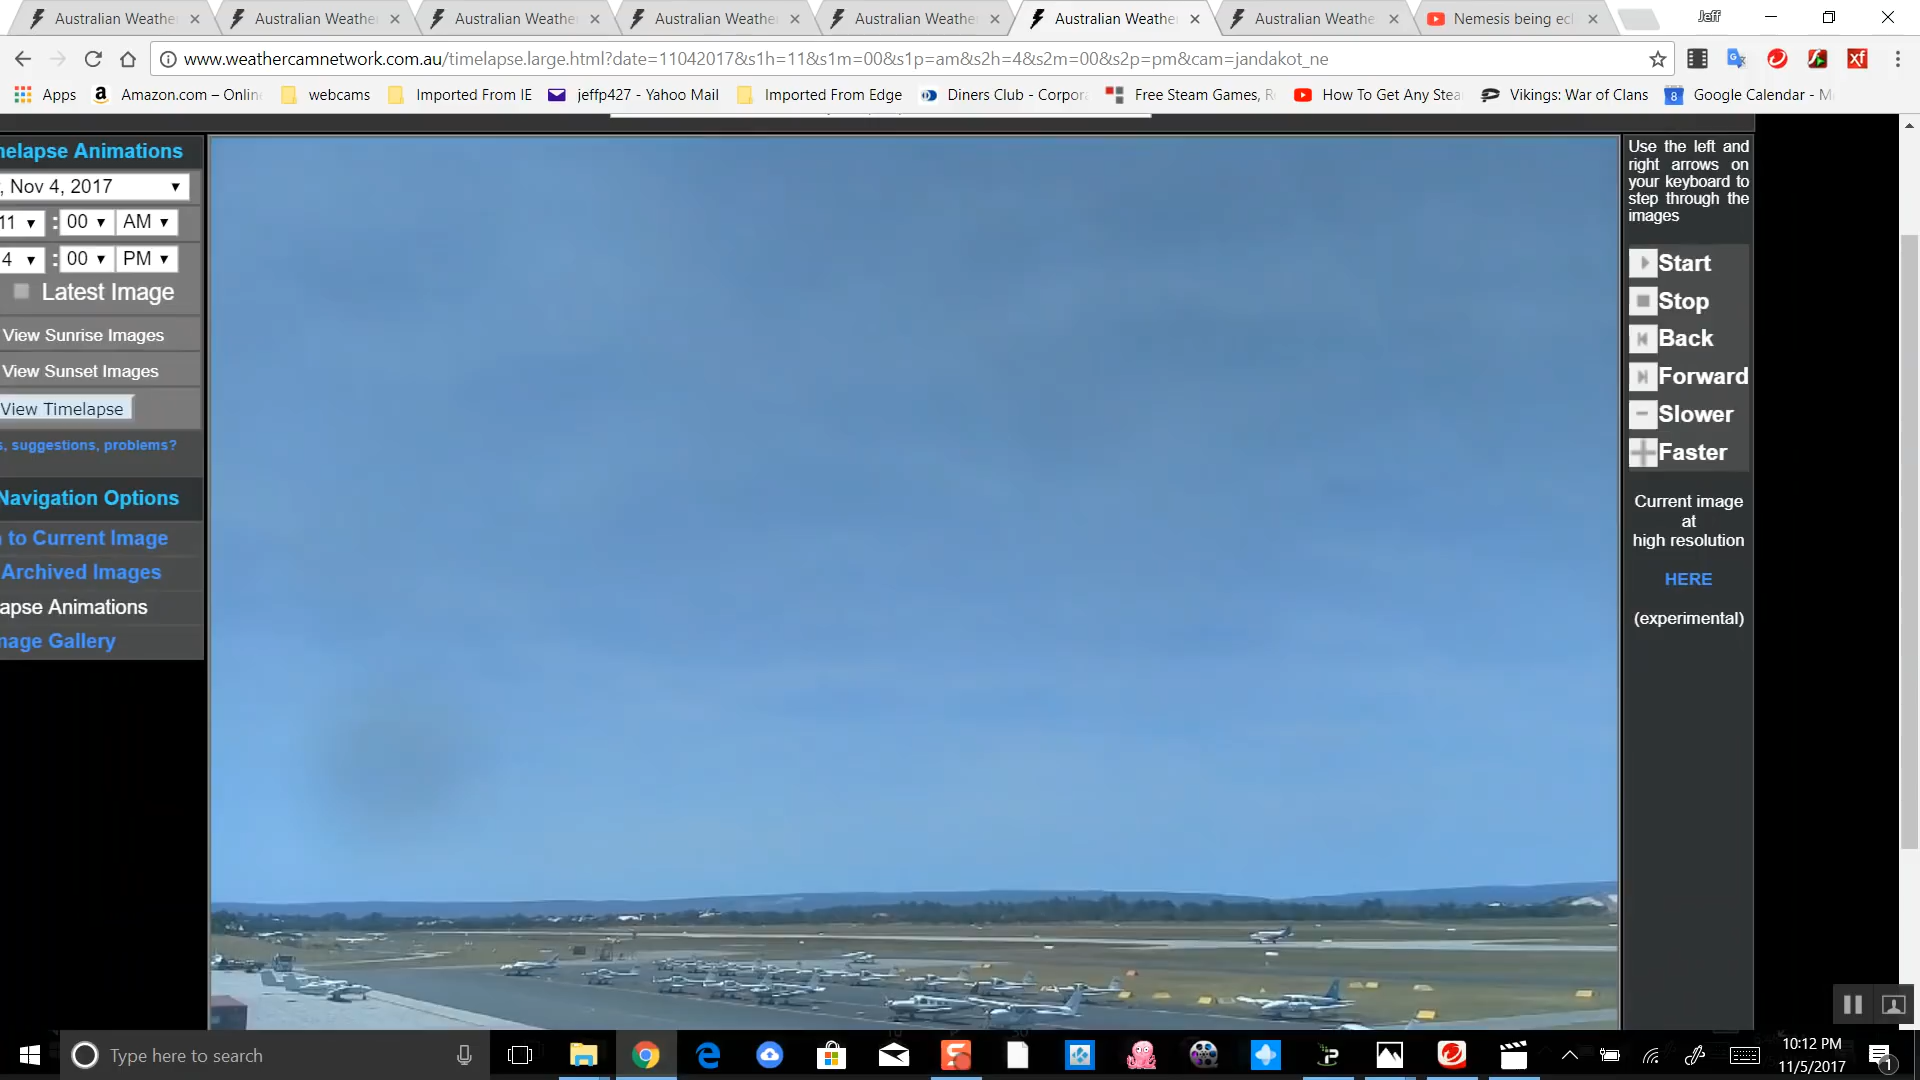 Australian Weathe
Australian Weathe
Australian Weathe
Australian Weathe
Australian Weathe
Australian Weathe
Australian Weathe
Nemesis being ecl
Jeff
www.weathercamnetwork.com.au/timelapse.large.html?date=11042017&s1h=11&s1m=00&s1p=am&s2h=4&s2m=00&s2p=pm&cam=jandakot_ne
Apps
Amazon.com – Onlin
webcams
Imported From IE
jeffp427 - Yahoo Mail
Imported From Edge
Diners Club - Corpor
Free Steam Games, R
How To Get Any Stea
Vikings: War of Clans
8
Google Calendar - M
melapse Animations
, Nov 4, 2017
11 : 00 AM
4 : 00 PM
Latest Image
View Sunrise Images
View Sunset Images
View Timelapse
s, suggestions, problems?
Navigation Options
to Current Image
Archived Images
apse Animations
mage Gallery
Use the left and
right arrows on
your keyboard to
step through the
images
Start
Stop
Back
Forward
Slower
Faster
Current image
at
high resolution
HERE
(experimental)
Type here to search
10:12 PM
11/5/2017
1